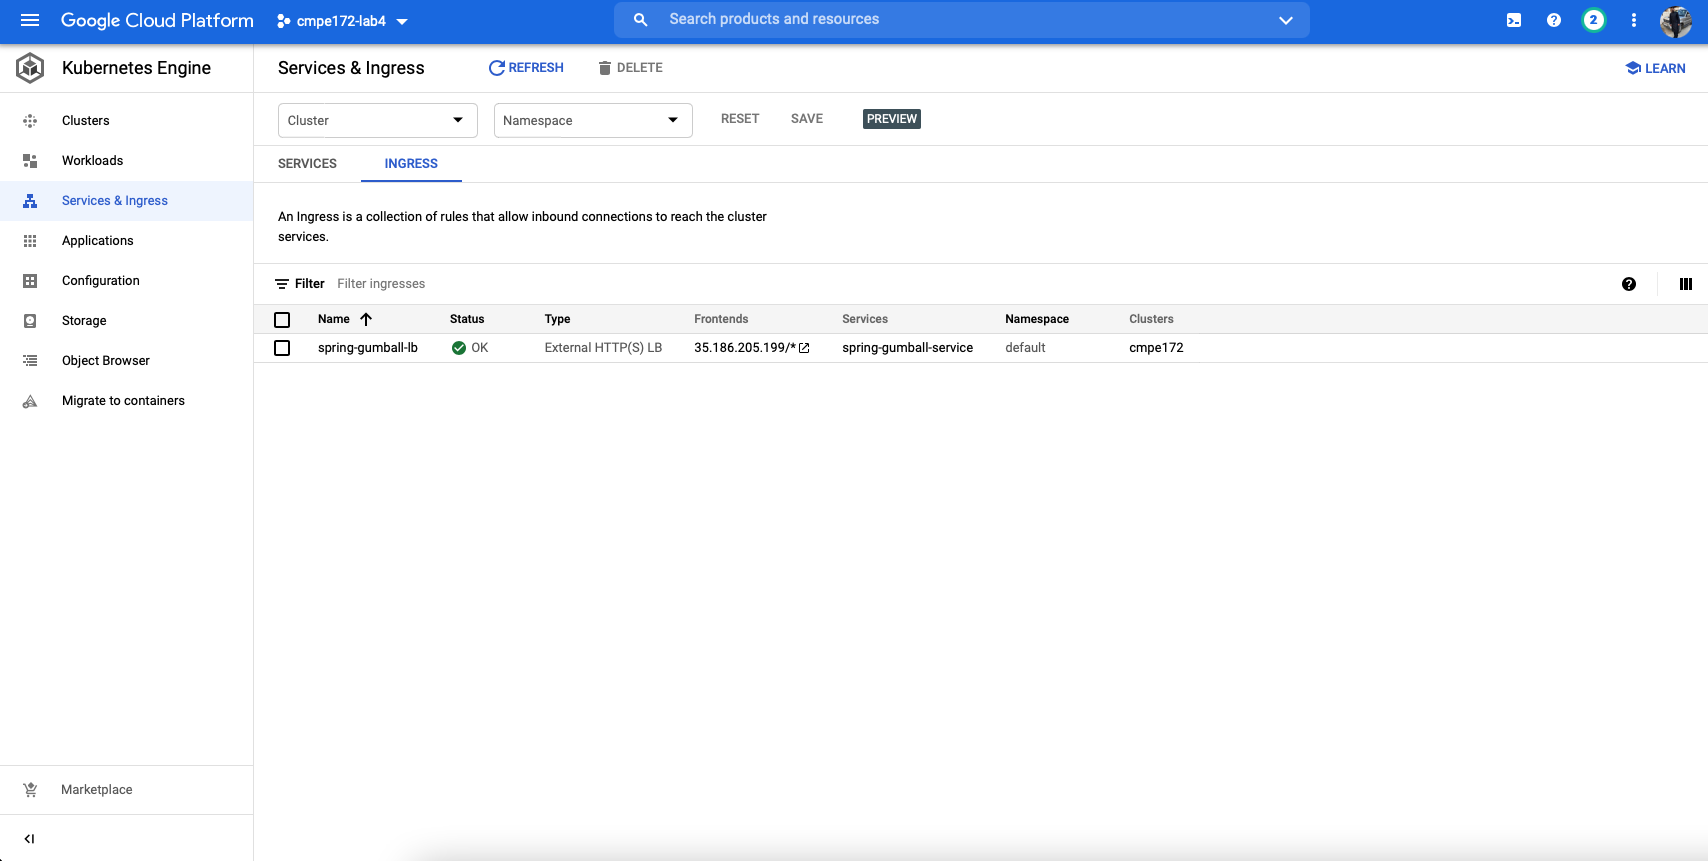 Google Cloud Platform
cmpe172-lab4
Search products and resources
2
Kubernetes Engine
Services & Ingress
REFRESH
DELETE
LEARN
Clusters
Workloads
Services & Ingress
Applications
Configuration
Storage
Object Browser
Migrate to containers
Marketplace
Cluster
Namespace
RESET
SAVE
PREVIEW
SERVICES
INGRESS
An Ingress is a collection of rules that allow inbound connections to reach the cluster
services.
Filter Filter ingresses
Name Status Type Frontends Services Namespace Clusters
spring-gumball-lb OK External HTTP(S) LB 35.186.205.199/* spring-gumball-service default cmpe172